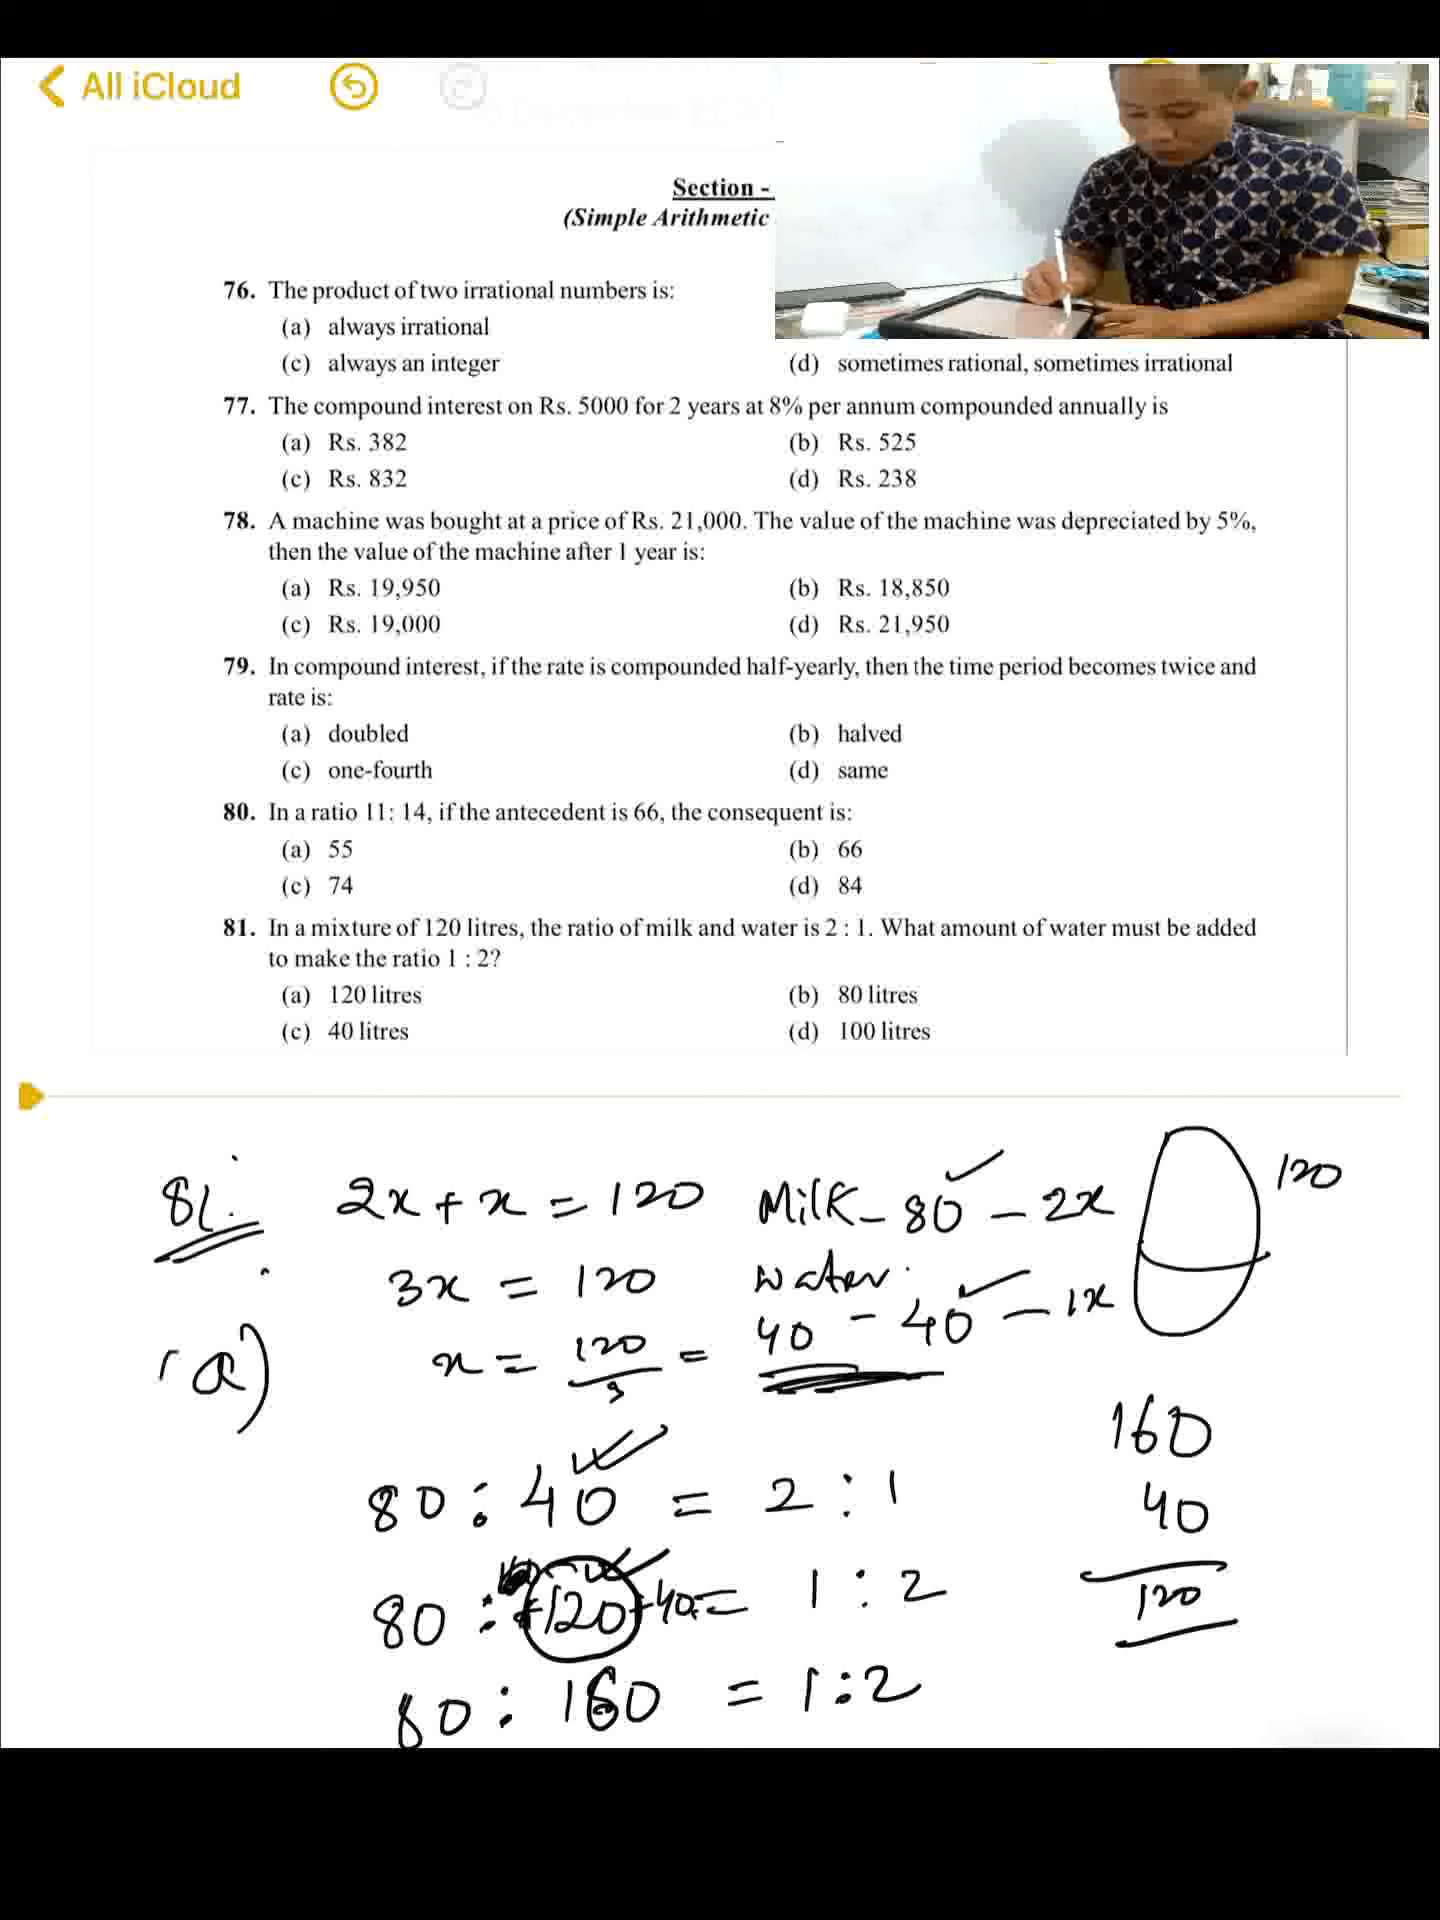 All iCloud
Section -
(Simple Arithmetic
76. The product of two irrational numbers is:
(a) always irrational
(c) always an integer (d) sometimes rational, sometimes irrational
77. The compound interest on Rs. 5000 for 2 years at 8% per annum compounded annually is
(a) Rs. 382 (b) Rs. 525
(c) Rs. 832 (d) Rs. 238
78. A machine was bought at a price of Rs. 21,000. The value of the machine was depreciated by 5%,
then the value of the machine after 1 year is:
(a) Rs. 19,950 (b) Rs. 18,850
(c) Rs. 19,000 (d) Rs. 21,950
79. In compound interest, if the rate is compounded half-yearly, then the time period becomes twice and
rate is:
(a) doubled (b) halved
(c) one-fourth (d) same
80. In a ratio 11: 14, if the antecedent is 66, the consequent is:
(a) 55 (b) 66
(c) 74 (d) 84
81. In a mixture of 120 litres, the ratio of milk and water is 2 : 1. What amount of water must be added
to make the ratio 1 : 2?
(a) 120 litres (b) 80 litres
(c) 40 litres (d) 100 litres
81. 2x + x = 120 Milk - 80 - 2x 120
3x = 120 water
x = 120/3 = 40 - 40 - 1x
(a)
160
80 : 40 = 2 : 1 40
80 : 120 + 40 = 1 : 2 120
80 : 160 = 1 : 2